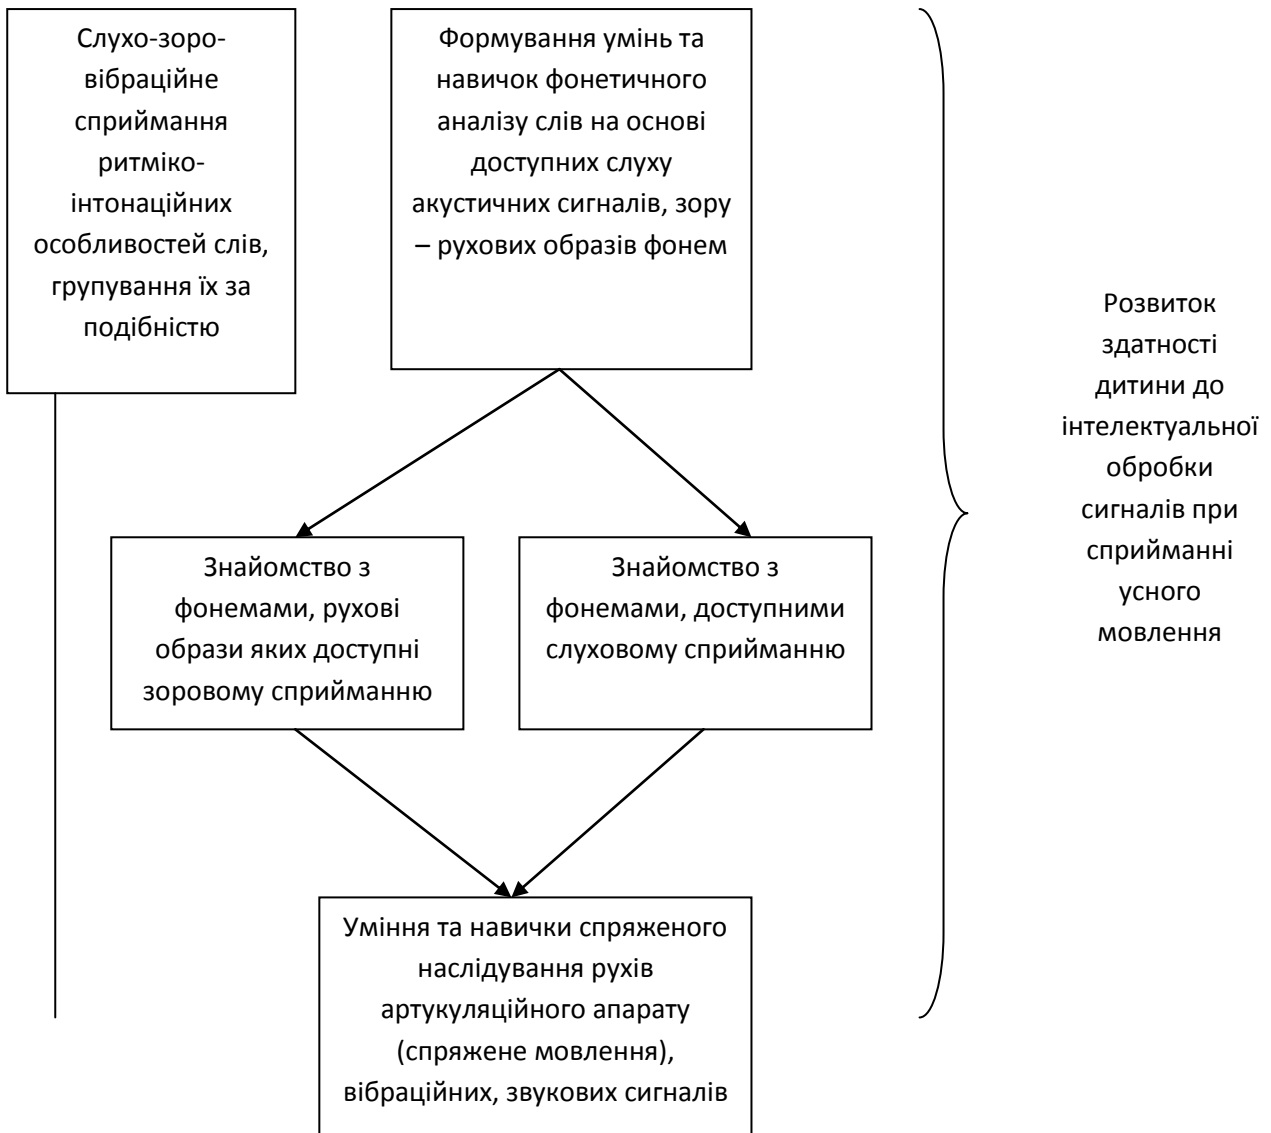 Слухо-зоро-
вібраційне
сприймання
ритміко-
інтонаційних
особливостей слів,
групування їх за
подібністю
Формування умінь та
навичок фонетичного
аналізу слів на основі
доступних слуху
акустичних сигналів, зору
– рухових образів фонем
Знайомство з
фонемами, рухові
образи яких доступні
зоровому сприйманню
Знайомство з
фонемами, доступними
слуховому сприйманню
Уміння та навички спряженого
наслідування рухів
артукуляційного апарату
(спряжене мовлення),
вібраційних, звукових сигналів
Розвиток
здатності
дитини до
інтелектуальної
обробки
сигналів при
сприйманні
усного
мовлення